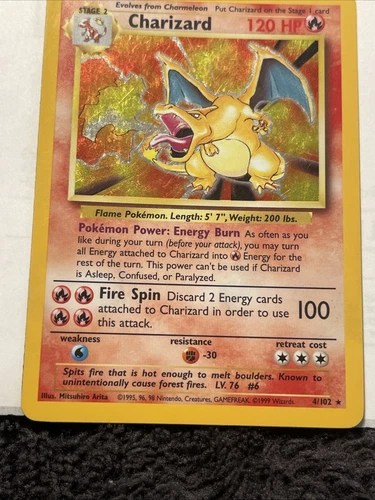 STAGE 2 Evolves from Charmeleon Put Charizard on the Stage 1 card
Charizard 120 HP
Flame Pokémon. Length: 5' 7", Weight: 200 lbs.
Pokémon Power: Energy Burn As often as you
like during your turn (before your attack), you may turn
all Energy attached to Charizard into Energy for the
rest of the turn. This power can't be used if Charizard
is Asleep, Confused, or Paralyzed.
Fire Spin Discard 2 Energy cards
attached to Charizard in order to use
this attack.
100
weakness resistance retreat cost
-30
Spits fire that is hot enough to melt boulders. Known to
unintentionally cause forest fires. LV. 76 #6
Illus. Mitsuhiro Arita ©1995, 96, 98 Nintendo, Creatures, GAMEFREAK. ©1999 Wizards. 4/102 ★